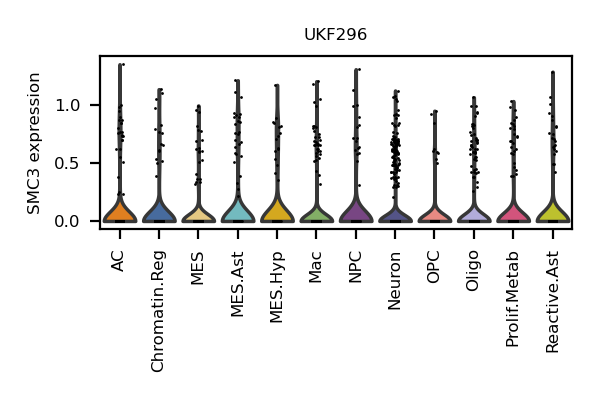 UKF296
SMC3 expression
1.0
0.5
0.0
AC
Chromatin.Reg
MES
MES.Ast
MES.Hyp
Mac
NPC
Neuron
OPC
Oligo
Prolif.Metab
Reactive.Ast